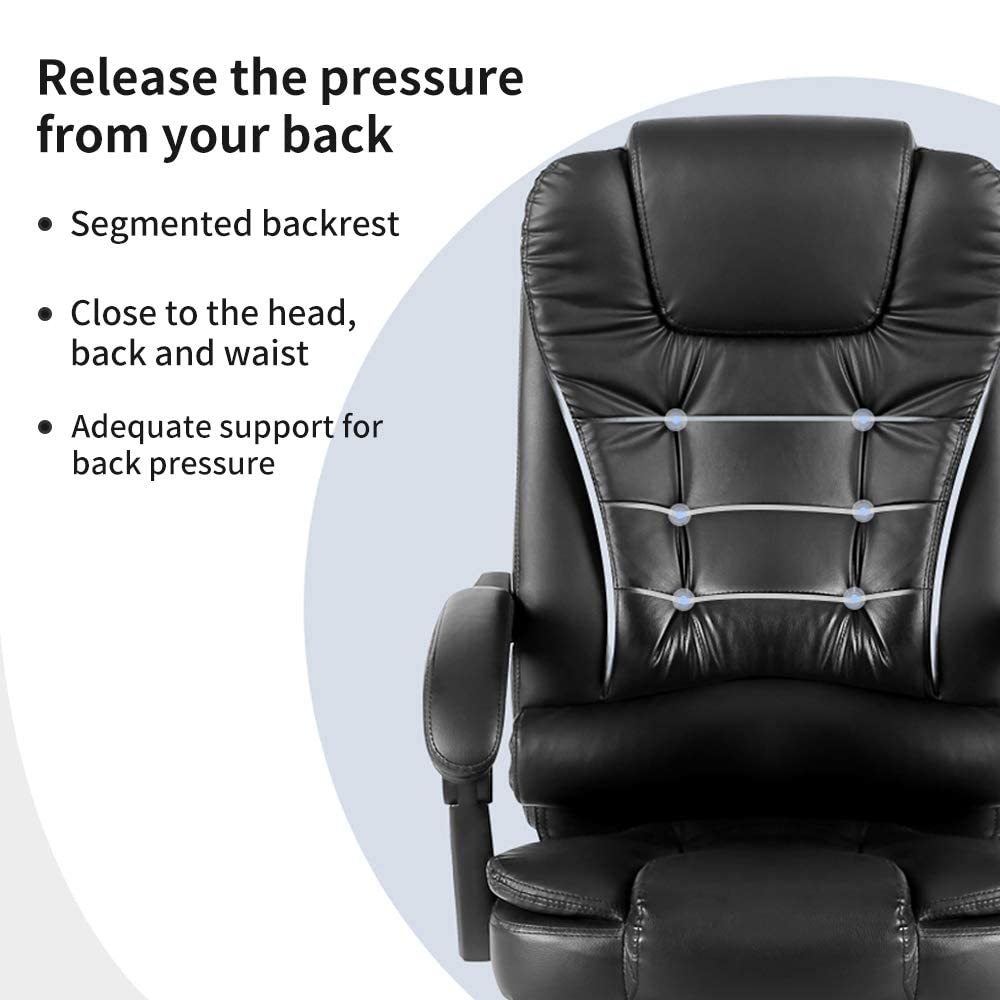 Release the pressure
from your back
• Segmented backrest
• Close to the head,
back and waist
• Adequate support for
back pressure